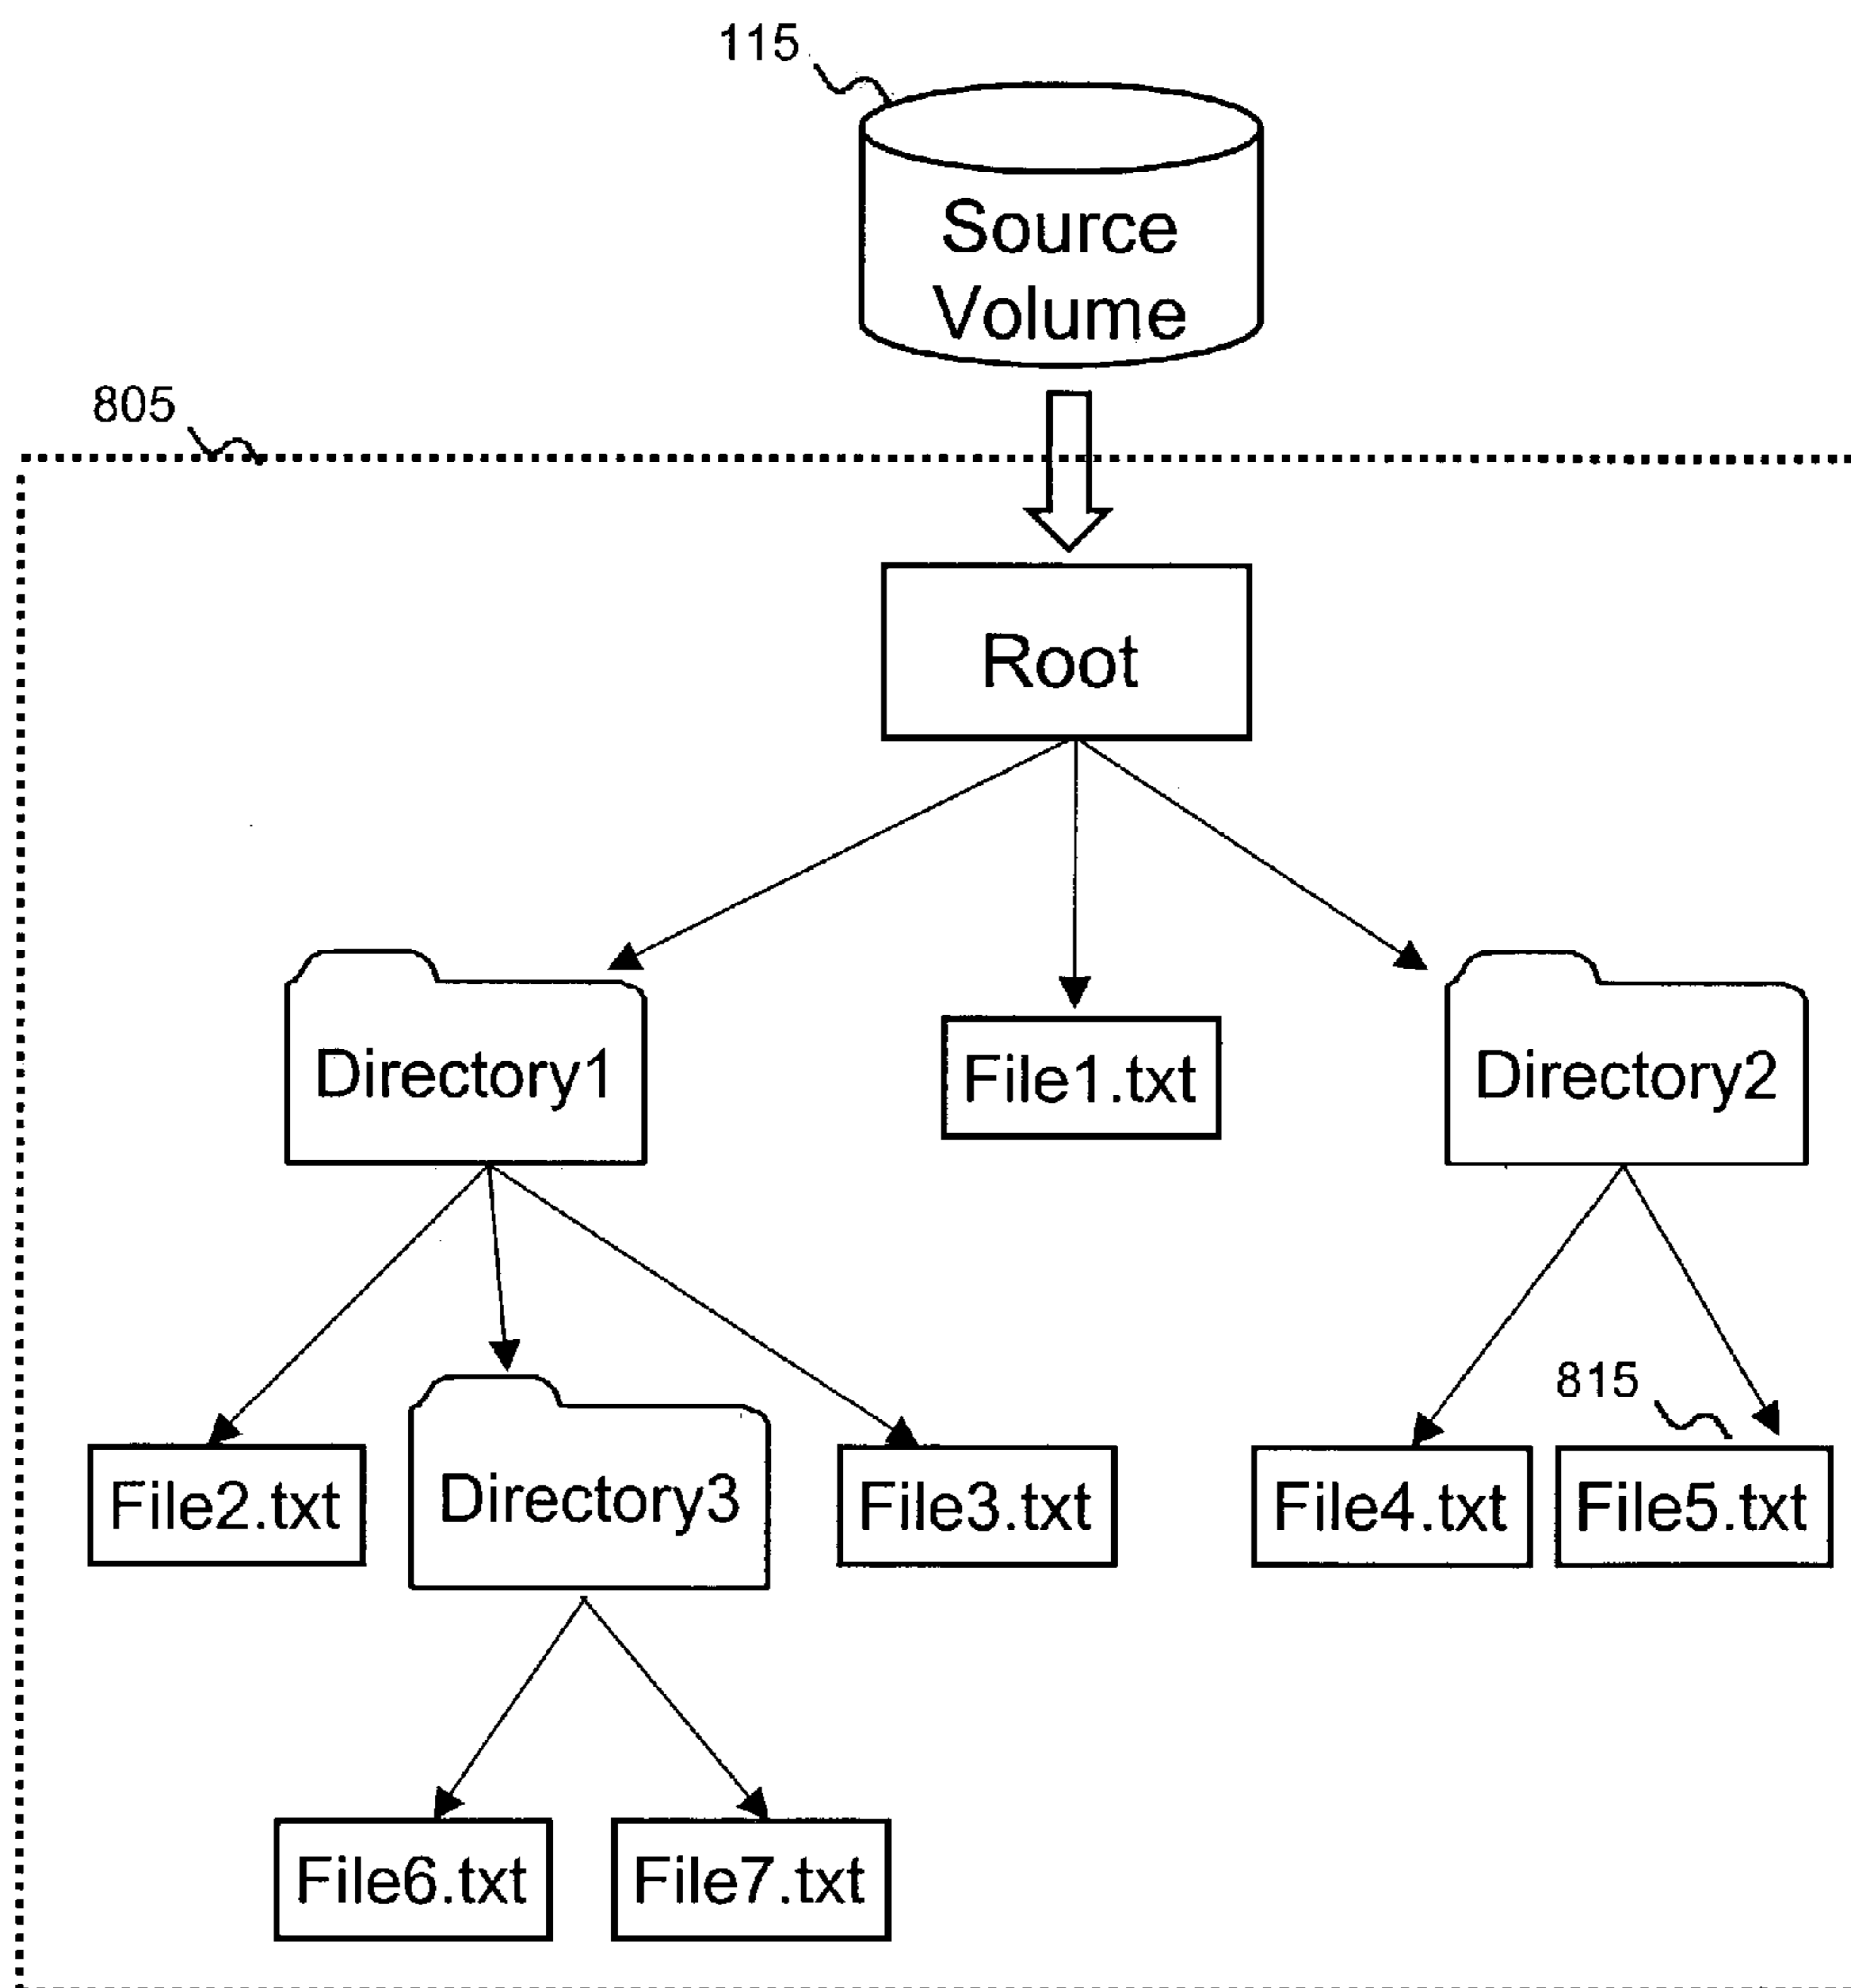 115
Source
Volume
805
Root
Directory1
File1.txt
Directory2
815
File2.txt
Directory3
File3.txt
File4.txt
File5.txt
File6.txt
File7.txt